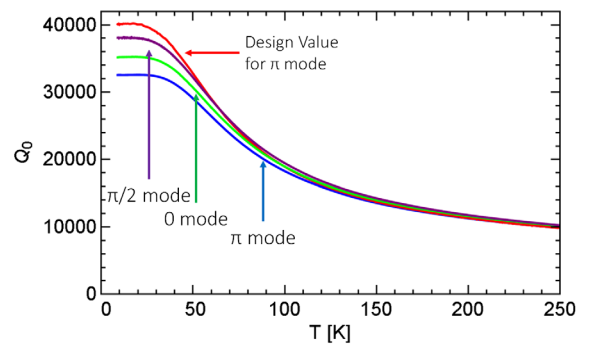 40000
30000
20000
10000
0
Q0
Design Value
for π mode
π/2 mode
0 mode
π mode
0 50 100 150 200 250
T [K]